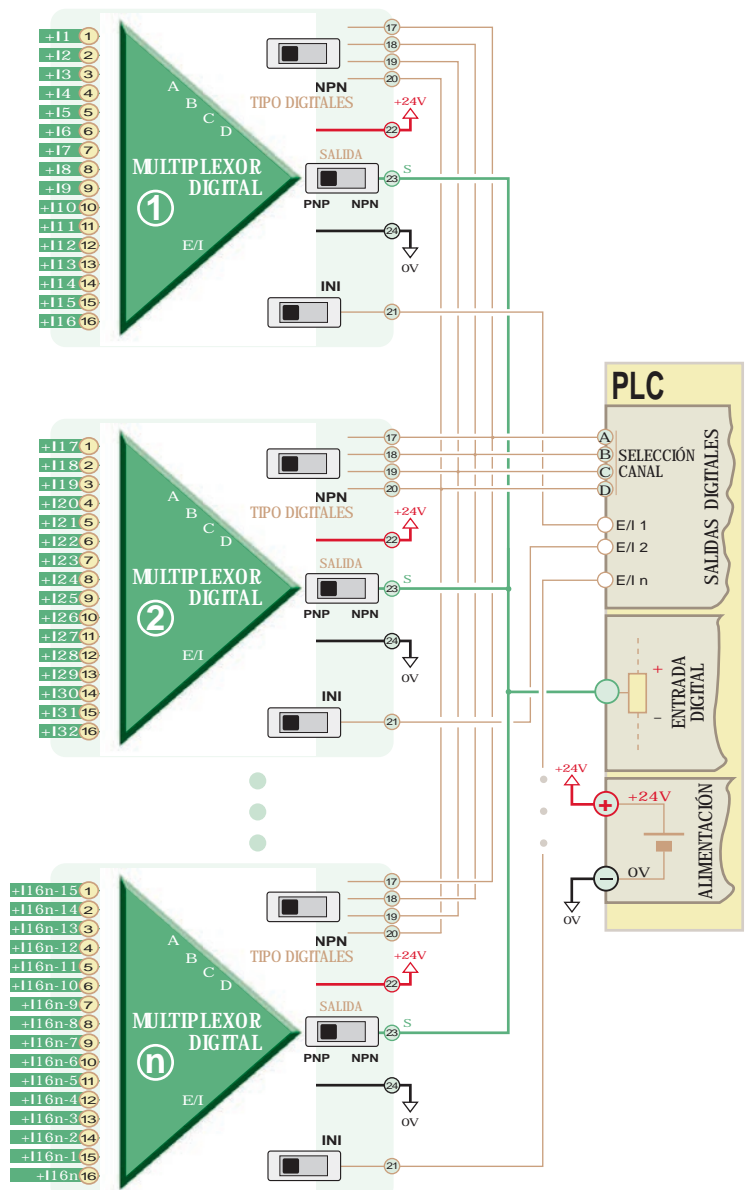 +I1 1
+I2 2
+I3 3
+I4 4
+I5 5
+I6 6
+I7 7
+I8 8
+I9 9
+I10 10
+I11 11
+I12 12
+I13 13
+I14 14
+I15 15
+I16 16
A
B
C
D
MULTIPLEXOR
DIGITAL
1
E/I
17
18
19
20
NPN
TIPO DIGITALES
+24V
22
SALIDA
S
23
PNP NPN
24
0V
INI
21
+I17 1
+I18 2
+I19 3
+I20 4
+I21 5
+I22 6
+I23 7
+I24 8
+I25 9
+I26 10
+I27 11
+I28 12
+I29 13
+I30 14
+I31 15
+I32 16
A
B
C
D
MULTIPLEXOR
DIGITAL
2
E/I
17
18
19
20
NPN
TIPO DIGITALES
+24V
22
SALIDA
S
23
PNP NPN
24
0V
INI
21
+I16n-15 1
+I16n-14 2
+I16n-13 3
+I16n-12 4
+I16n-11 5
+I16n-10 6
+I16n-9 7
+I16n-8 8
+I16n-7 9
+I16n-6 10
+I16n-5 11
+I16n-4 12
+I16n-3 13
+I16n-2 14
+I16n-1 15
+I16n 16
A
B
C
D
MULTIPLEXOR
DIGITAL
n
E/I
17
18
19
20
NPN
TIPO DIGITALES
+24V
22
SALIDA
S
23
PNP NPN
24
0V
INI
21
PLC
A
B
C
D
SELECCIÓN
CANAL
E/I 1
E/I 2
E/I n
SALIDAS DIGITALES
+
−
ENTRADA
DIGITAL
+24V
+
+24V
−
0V
0V
ALIMENTACIÓN